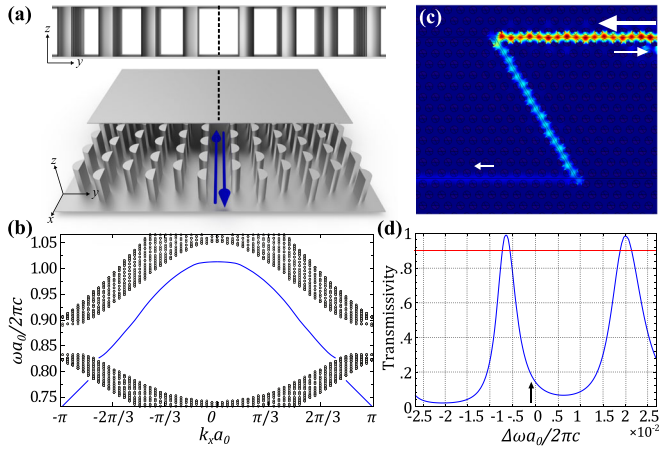 (a)
z
y
z
y
x
(b)
ωa₀/2πc
1.05
1.00
0.95
0.90
0.85
0.80
0.75
-π -2π/3 -π/3 0 π/3 2π/3 π
kₓa₀
(c)
(d)
Transmissivity
1
.8
.6
.4
.2
0
-2.5 -2 -1.5 -1 -.5 0 .5 1 1.5 2 2.5
×10⁻²
Δωa₀/2πc